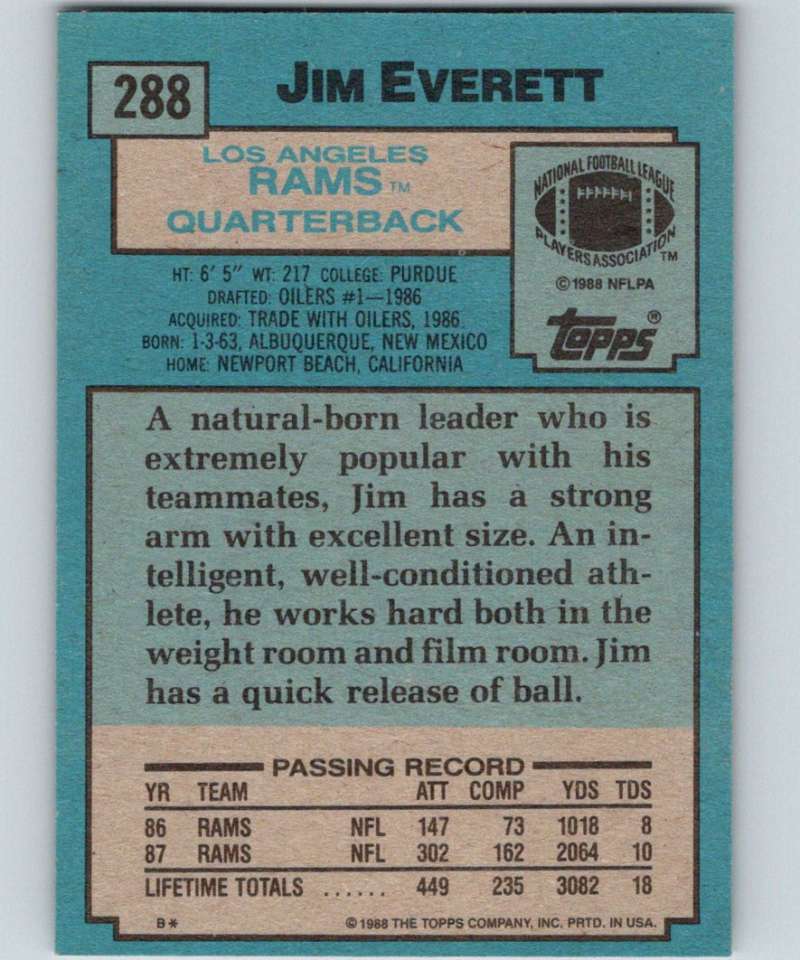 288
JIM EVERETT
LOS ANGELES
RAMS TM
QUARTERBACK
NATIONAL FOOTBALL LEAGUE
PLAYERS ASSOCIATION TM
©1988 NFLPA
topps®
HT: 6' 5" WT: 217 COLLEGE: PURDUE
DRAFTED: OILERS #1—1986
ACQUIRED: TRADE WITH OILERS, 1986
BORN: 1-3-63, ALBUQUERQUE, NEW MEXICO
HOME: NEWPORT BEACH, CALIFORNIA
A natural-born leader who is
extremely popular with his
teammates, Jim has a strong
arm with excellent size. An in-
telligent, well-conditioned ath-
lete, he works hard both in the
weight room and film room. Jim
has a quick release of ball.
PASSING RECORD
YR TEAM ATT COMP YDS TDS
86 RAMS NFL 147 73 1018 8
87 RAMS NFL 302 162 2064 10
LIFETIME TOTALS ...... 449 235 3082 18
B* ©1988 THE TOPPS COMPANY, INC. PRTD. IN USA.